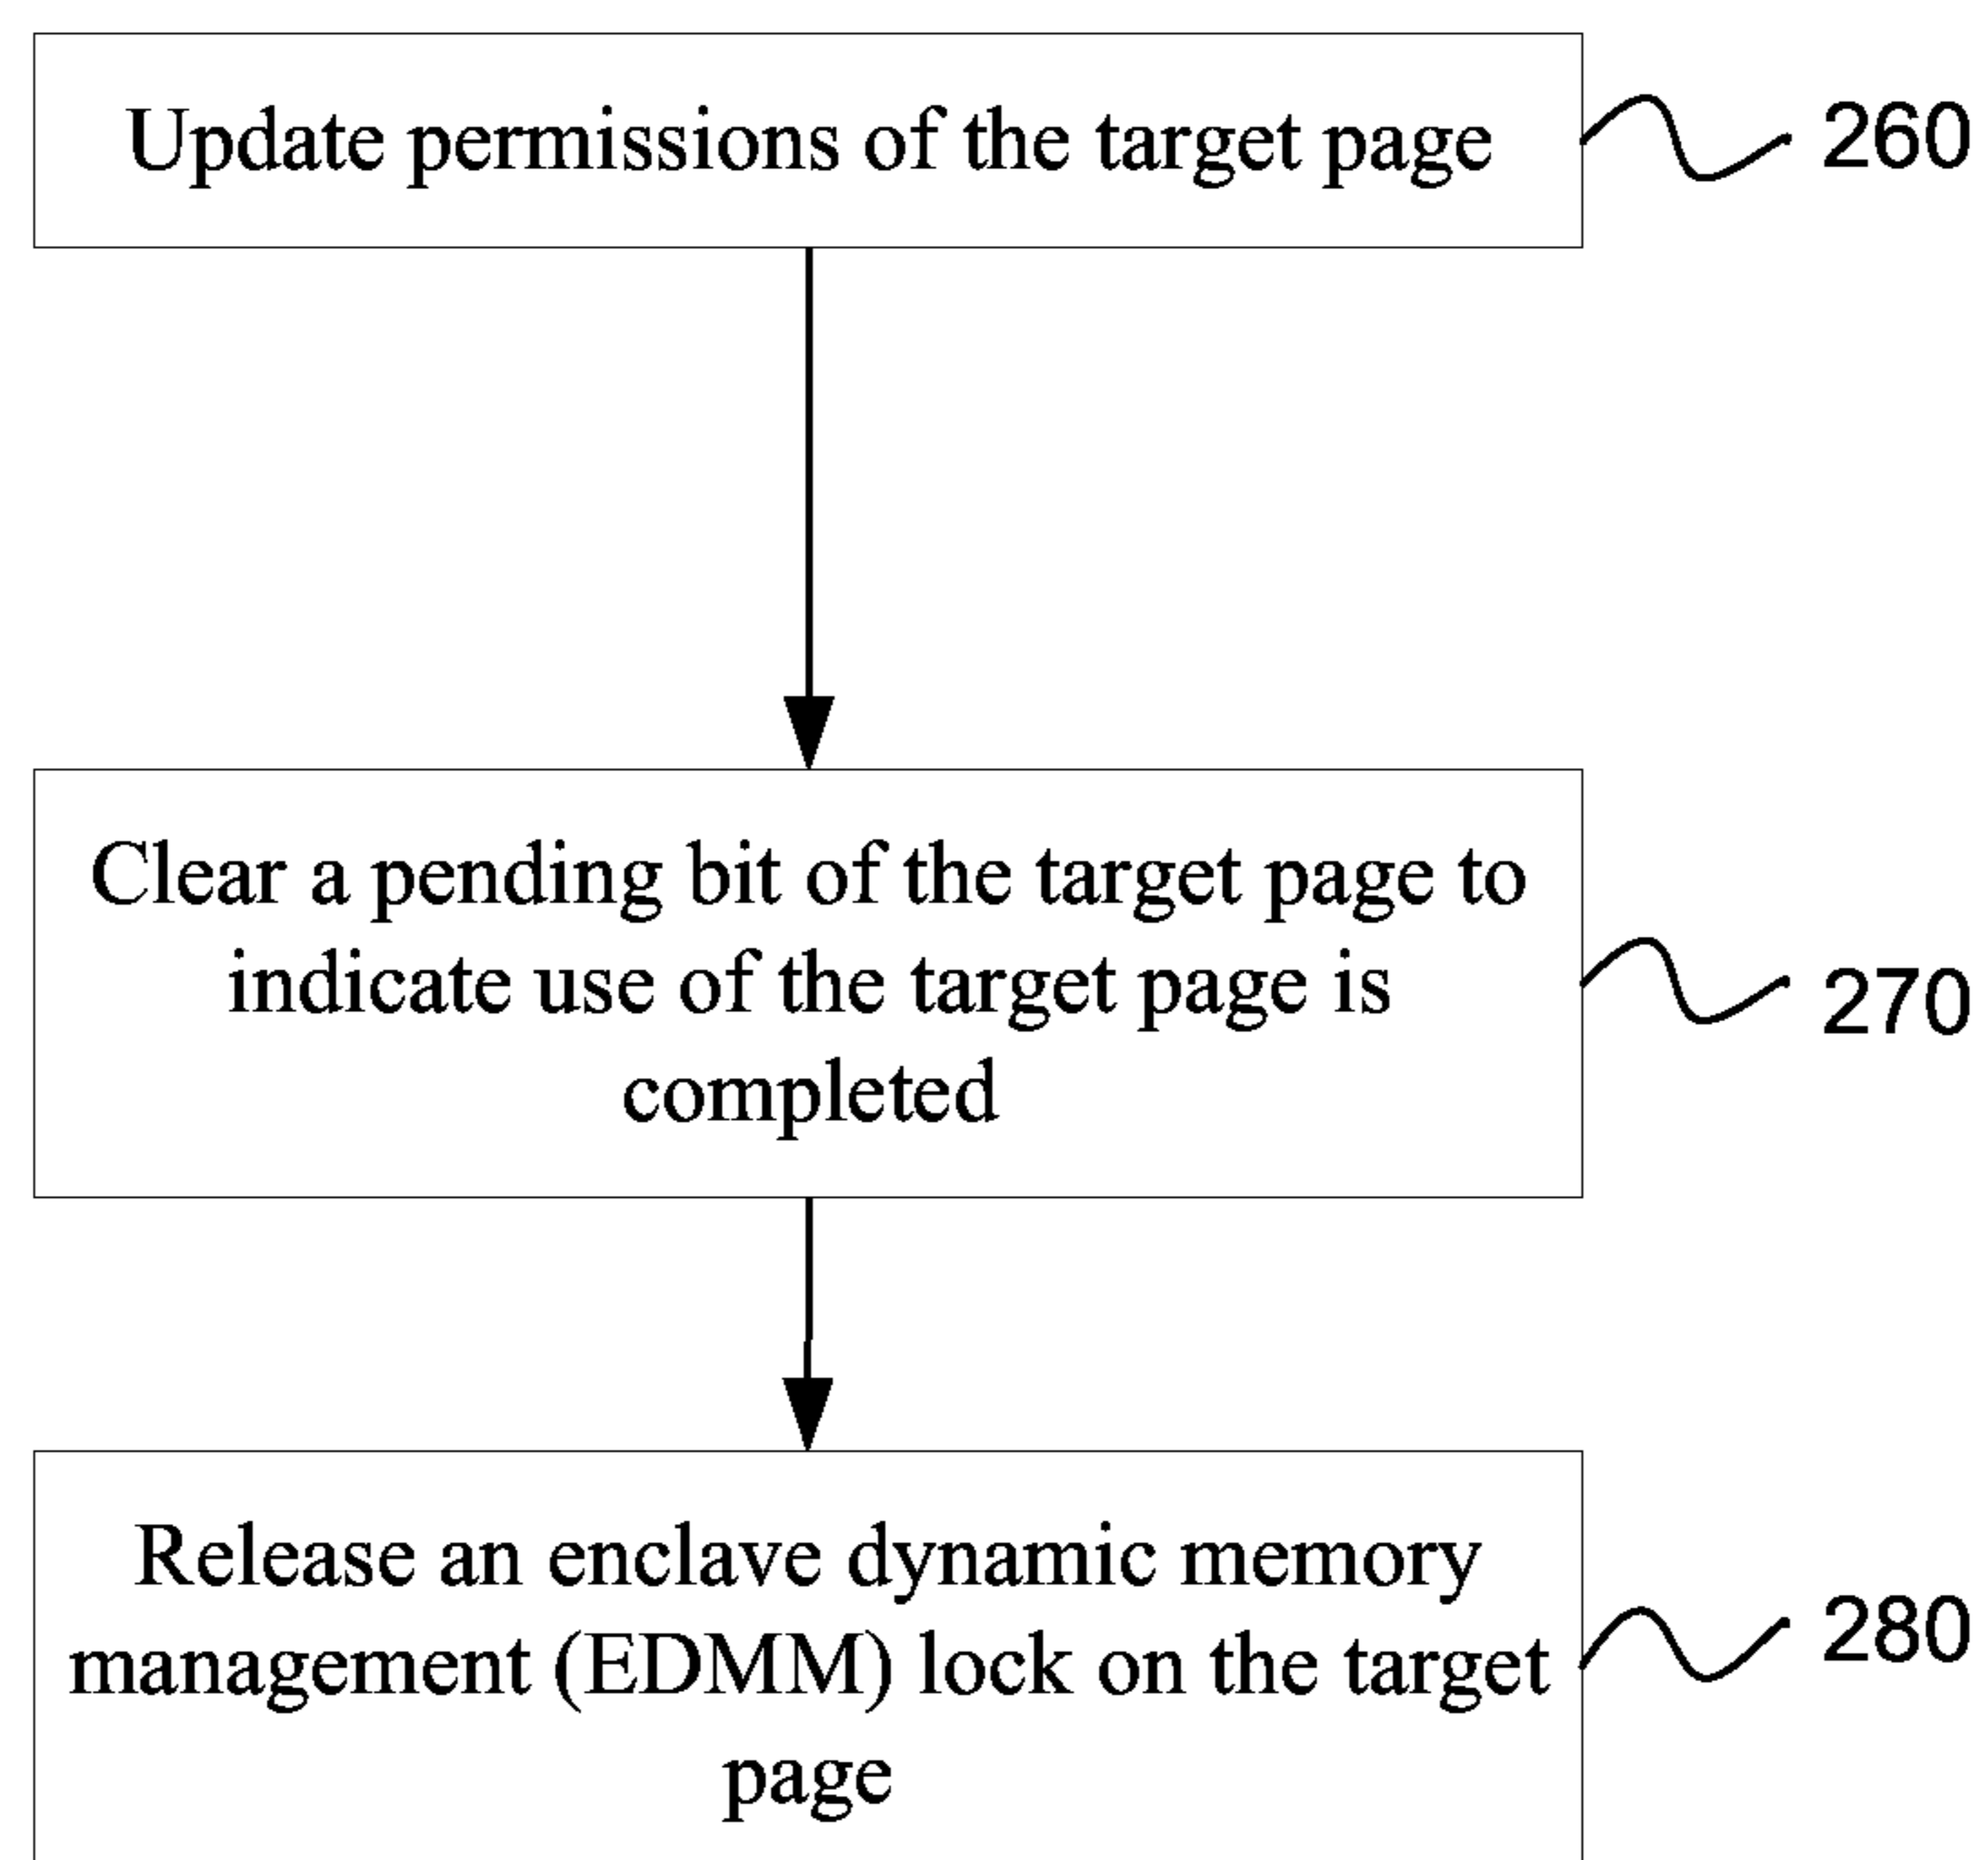 Update permissions of the target page
260
Clear a pending bit of the target page to
indicate use of the target page is
completed
270
Release an enclave dynamic memory
management (EDMM) lock on the target
page
280